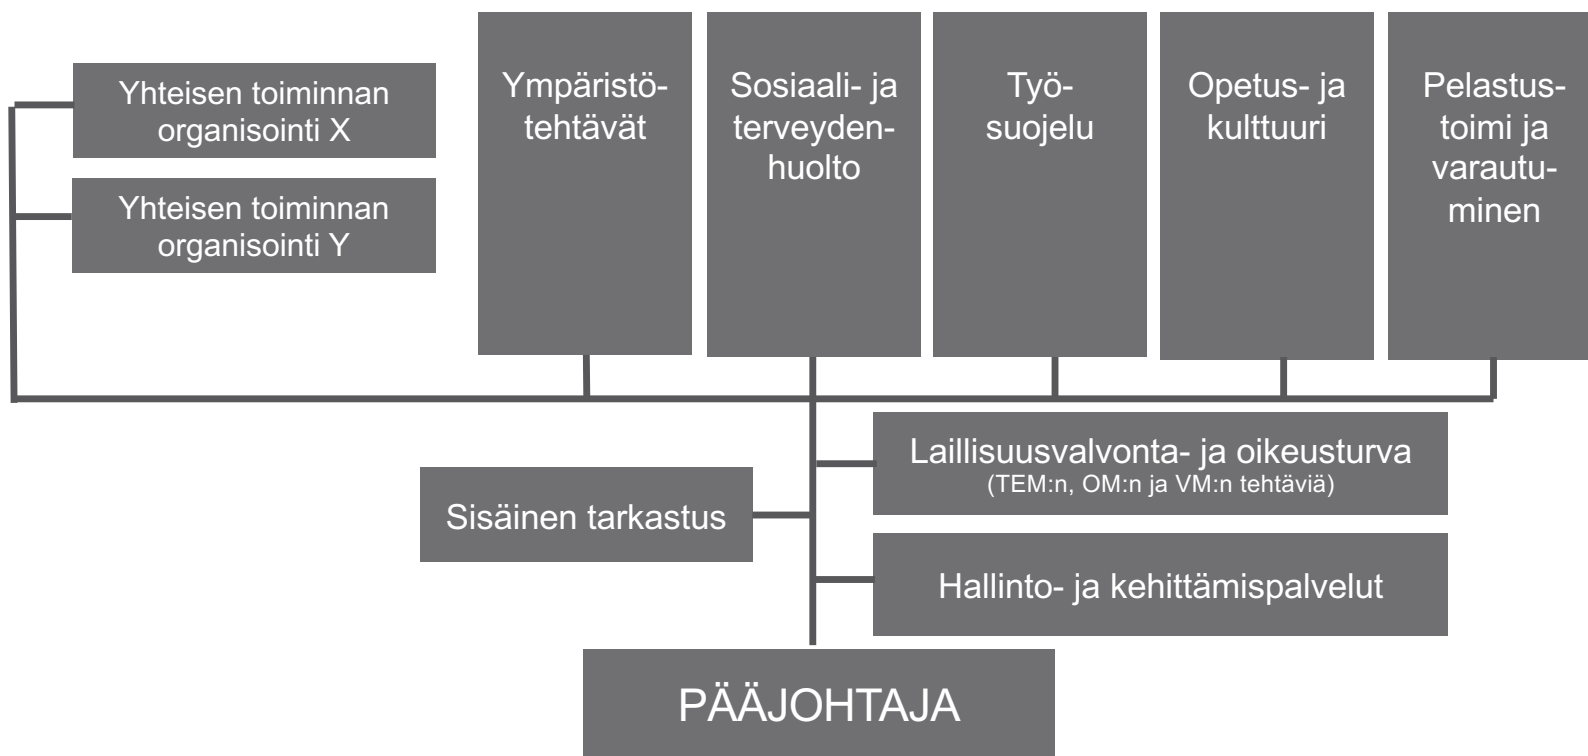 Yhteisen toiminnan
organisointi X
Yhteisen toiminnan
organisointi Y
Ympäristö-
tehtävät
Sosiaali- ja
terveyden-
huolto
Työ-
suojelu
Opetus- ja
kulttuuri
Pelastus-
toimi ja
varautu-
minen
Laillisuusvalvonta- ja oikeusturva
(TEM:n, OM:n ja VM:n tehtäviä)
Sisäinen tarkastus
Hallinto- ja kehittämispalvelut
PÄÄJOHTAJA